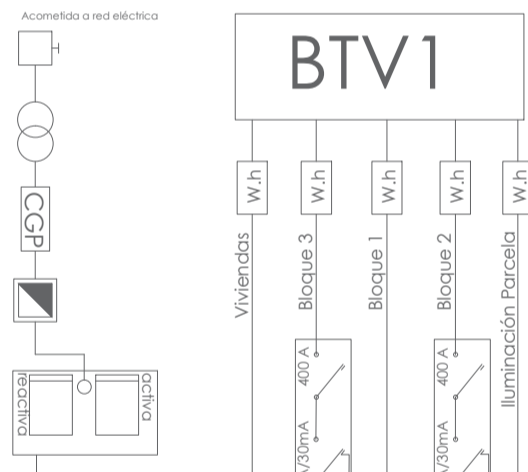 Acometida a red eléctrica
BTV1
CGP
W.h
W.h
W.h
W.h
W.h
Viviendas
Bloque 3
Bloque 1
Bloque 2
Iluminación Parcela
reactiva
activa
400 A
400 A
/30mA
/30mA